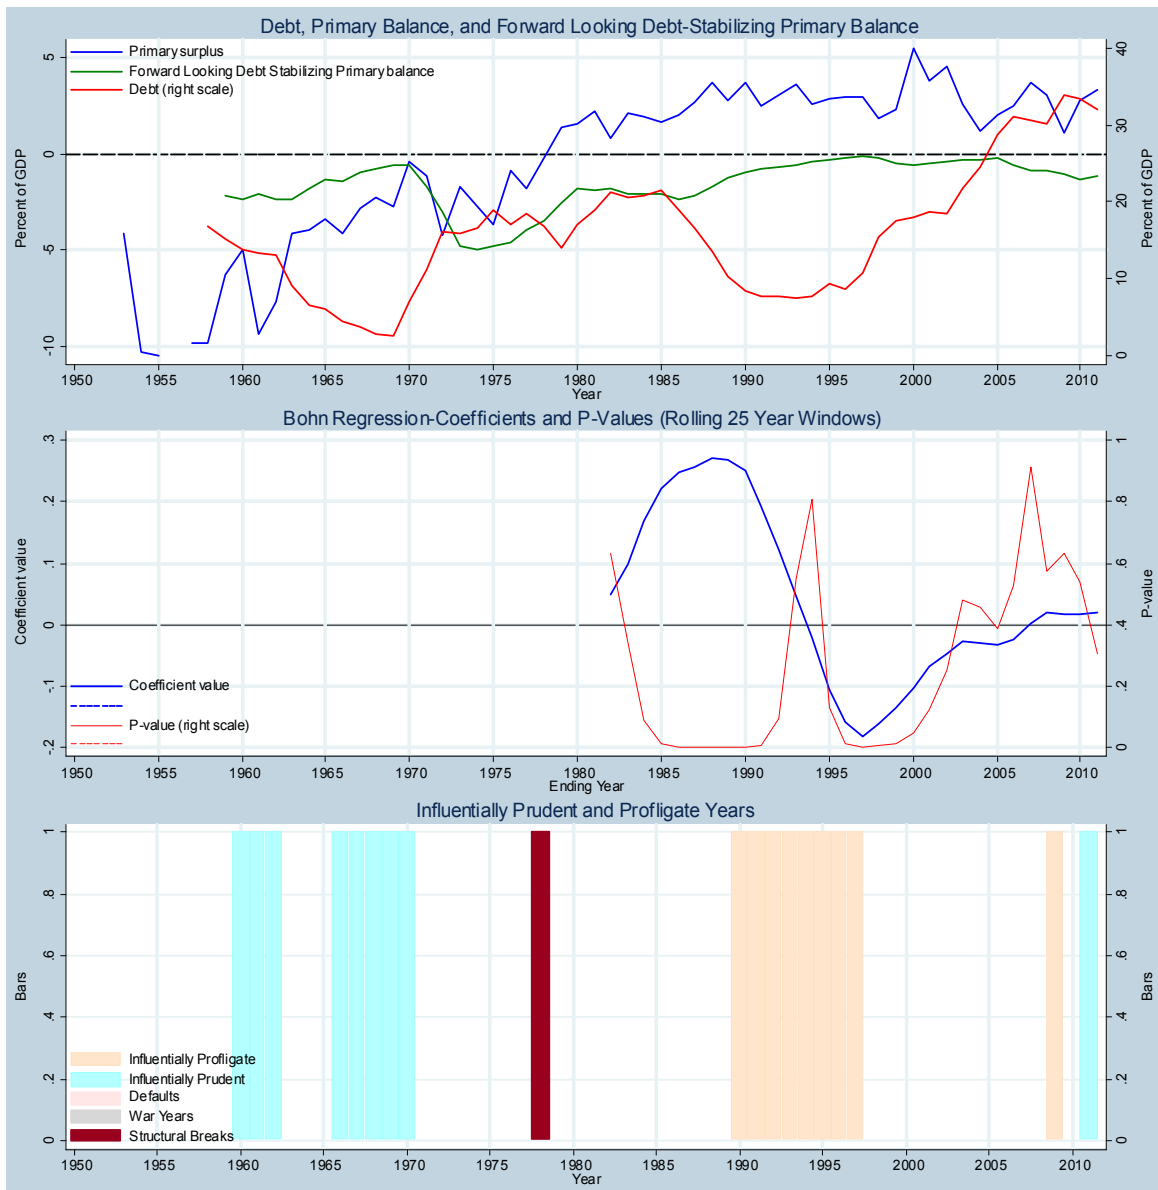 Debt, Primary Balance, and Forward Looking Debt-Stabilizing Primary Balance
Primary surplus
Forward Looking Debt Stabilizing Primary balance
Debt (right scale)
Percent of GDP
5
0
-5
-10
40
30
20
10
0
Percent of GDP
1950 1955 1960 1965 1970 1975 1980 1985 1990 1995 2000 2005 2010
Year
Bohn Regression-Coefficients and P-Values (Rolling 25 Year Windows)
Coefficient value
.3
.2
.1
0
-.1
-.2
1
.8
.6
.4
.2
0
P-value
Coefficient value
P-value (right scale)
1950 1955 1960 1965 1970 1975 1980 1985 1990 1995 2000 2005 2010
Ending Year
Influentially Prudent and Profligate Years
Bars
1
.8
.6
.4
.2
0
1
.8
.6
.4
.2
0
Bars
Influentially Profligate
Influentially Prudent
Defaults
War Years
Structural Breaks
1950 1955 1960 1965 1970 1975 1980 1985 1990 1995 2000 2005 2010
Year